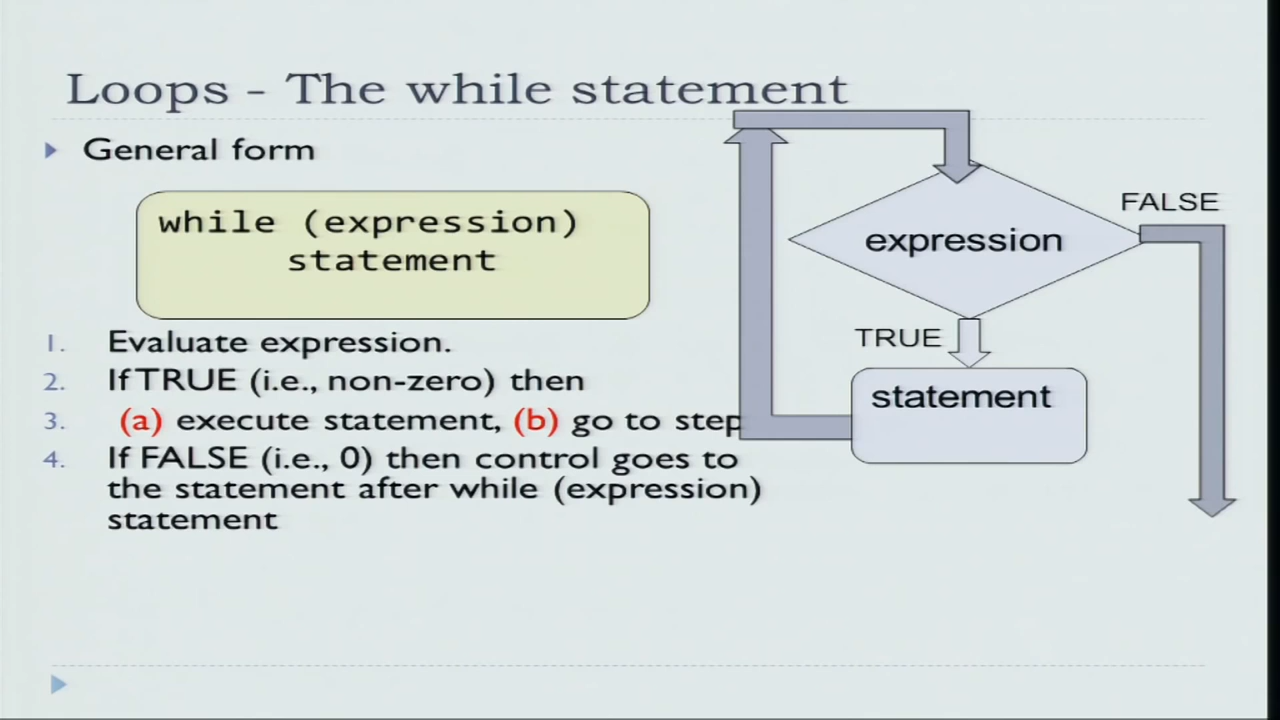 Loops - The while statement
General form
while (expression)
statement
1. Evaluate expression.
2. If TRUE (i.e., non-zero) then
3. (a) execute statement, (b) go to step
4. If FALSE (i.e., 0) then control goes to
the statement after while (expression)
statement
expression
FALSE
TRUE
statement